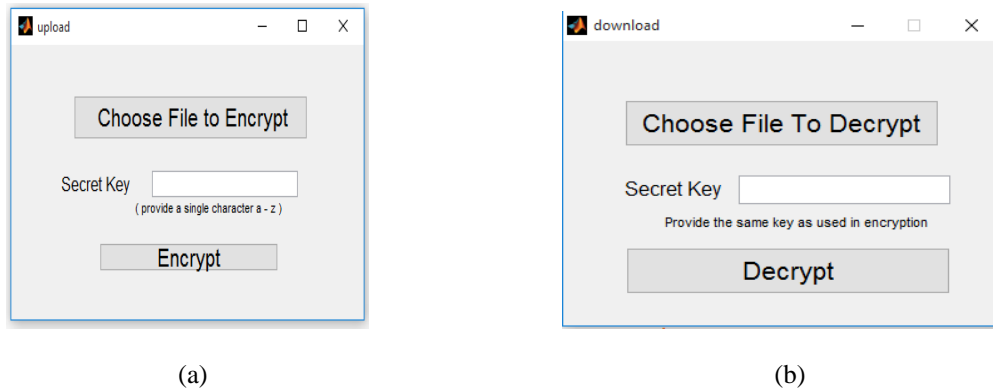 upload
Choose File to Encrypt
Secret Key
( provide a single character a - z )
Encrypt
(a)
download
Choose File To Decrypt
Secret Key
Provide the same key as used in encryption
Decrypt
(b)